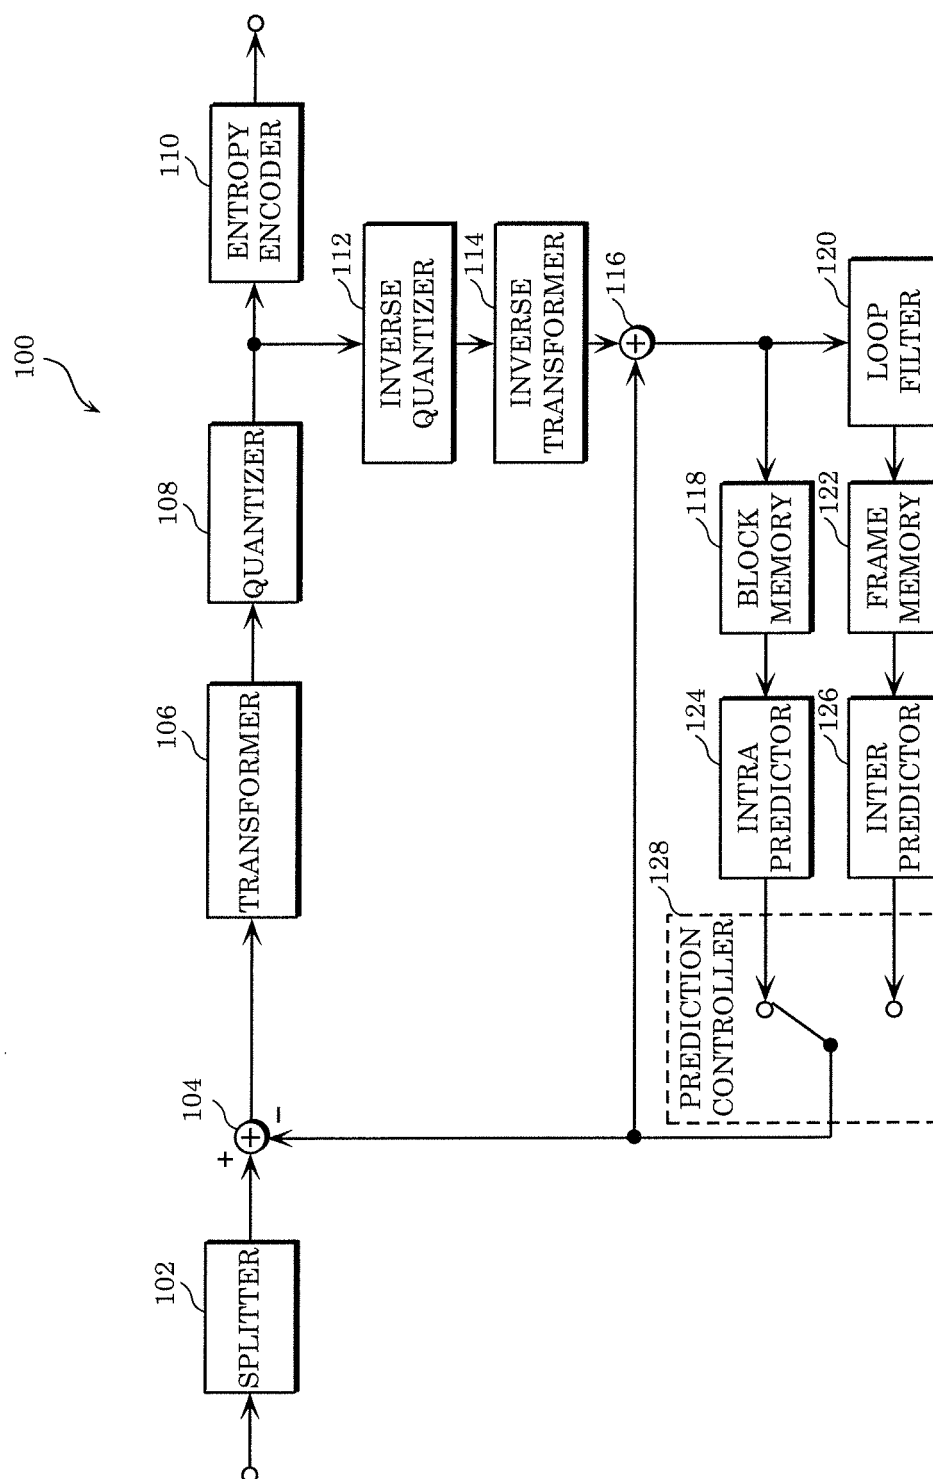 100
102
SPLITTER
104
+
−
106
TRANSFORMER
108
QUANTIZER
110
ENTROPY
ENCODER
112
INVERSE
QUANTIZER
114
INVERSE
TRANSFORMER
116
118
BLOCK
MEMORY
120
LOOP
FILTER
122
FRAME
MEMORY
124
INTRA
PREDICTOR
126
INTER
PREDICTOR
128
PREDICTION
CONTROLLER